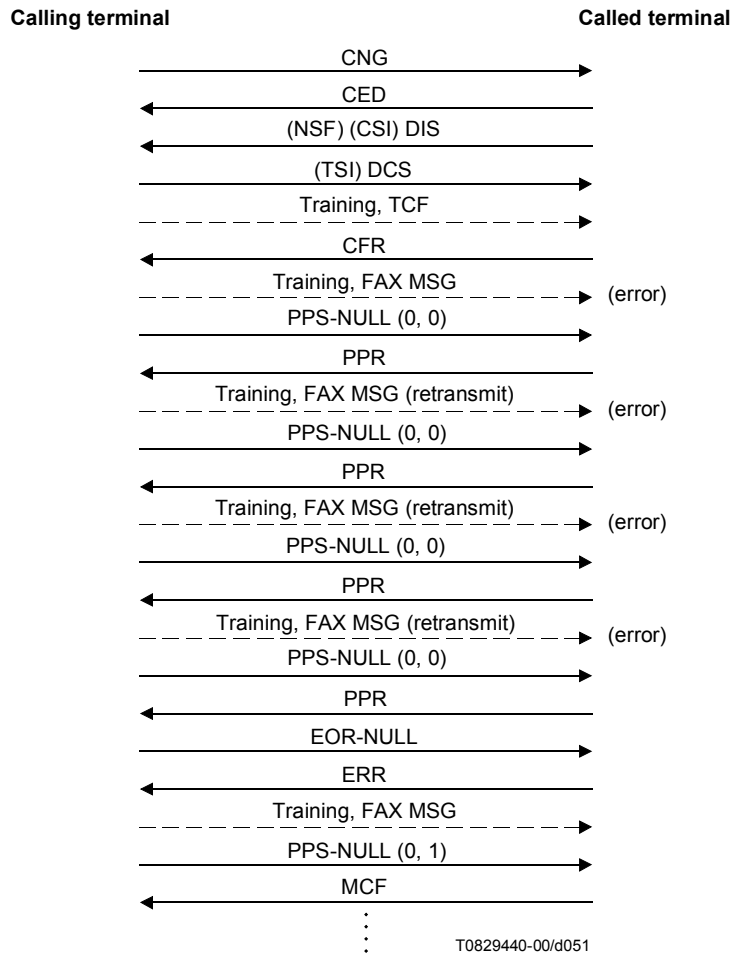 Calling terminal Called terminal
CNG
CED
(NSF) (CSI) DIS
(TSI) DCS
Training, TCF
CFR
Training, FAX MSG (error)
PPS-NULL (0, 0)
PPR
Training, FAX MSG (retransmit) (error)
PPS-NULL (0, 0)
PPR
Training, FAX MSG (retransmit) (error)
PPS-NULL (0, 0)
PPR
Training, FAX MSG (retransmit) (error)
PPS-NULL (0, 0)
PPR
EOR-NULL
ERR
Training, FAX MSG
PPS-NULL (0, 1)
MCF
T0829440-00/d051